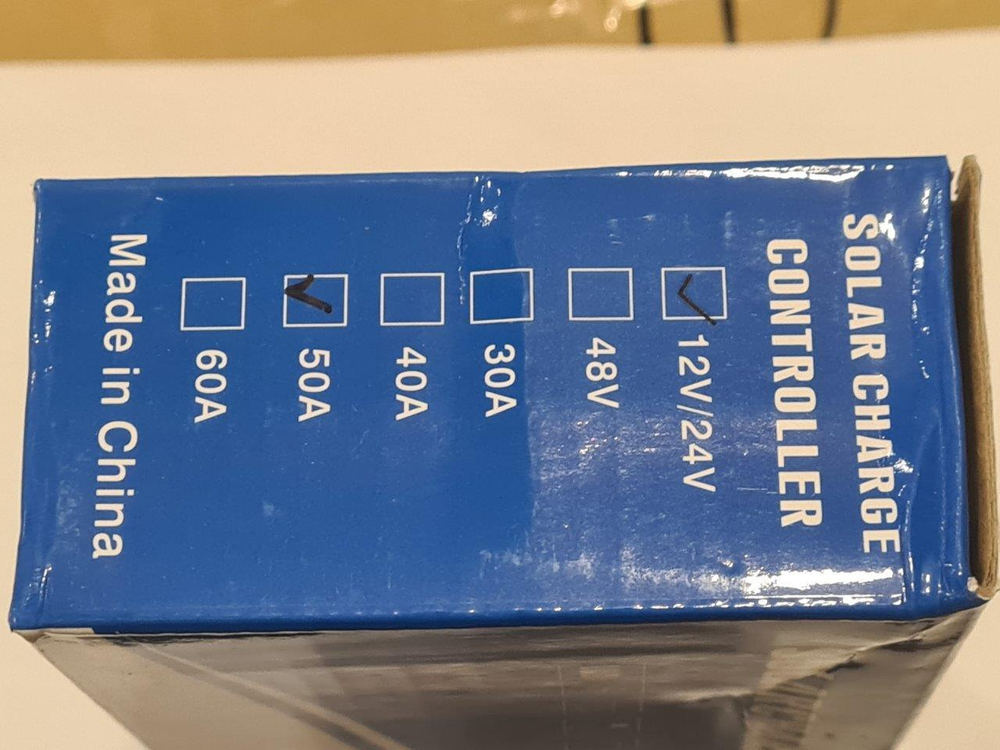 SOLAR CHARGE
CONTROLLER
12V/24V
48V
30A
40A
50A
60A
Made in China